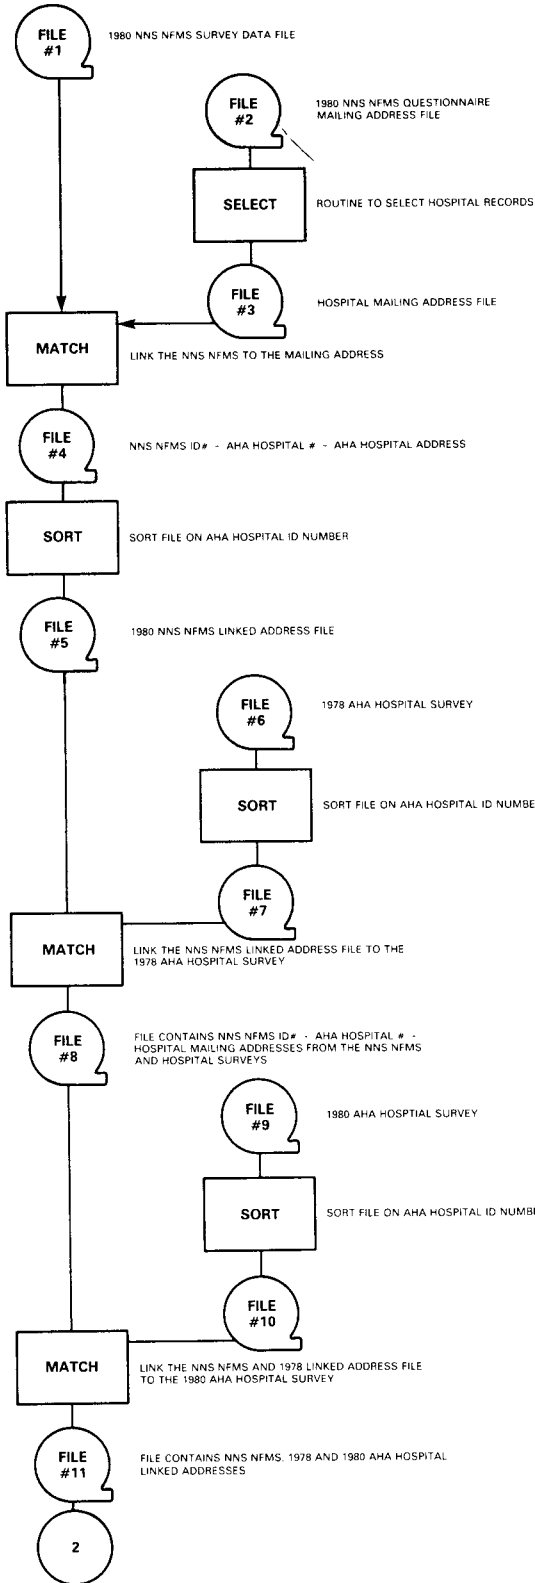 FILE
#1
1980 NNS NFMS SURVEY DATA FILE
FILE
#2
1980 NNS NFMS QUESTIONNAIRE
MAILING ADDRESS FILE
SELECT
ROUTINE TO SELECT HOSPITAL RECORDS
FILE
#3
HOSPITAL MAILING ADDRESS FILE
MATCH
LINK THE NNS NFMS TO THE MAILING ADDRESS
FILE
#4
NNS NFMS ID# - AHA HOSPITAL # - AHA HOSPITAL ADDRESS
SORT
SORT FILE ON AHA HOSPITAL ID NUMBER
FILE
#5
1980 NNS NFMS LINKED ADDRESS FILE
FILE
#6
1978 AHA HOSPITAL SURVEY
SORT
SORT FILE ON AHA HOSPITAL ID NUMBE
FILE
#7
MATCH
LINK THE NNS NFMS LINKED ADDRESS FILE TO THE
1978 AHA HOSPITAL SURVEY
FILE
#8
FILE CONTAINS NNS NFMS ID# - AHA HOSPITAL # -
HOSPITAL MAILING ADDRESSES FROM THE NNS NFMS
AND HOSPITAL SURVEYS
FILE
#9
1980 AHA HOSPTIAL SURVEY
SORT
SORT FILE ON AHA HOSPITAL ID NUMB
FILE
#10
MATCH
LINK THE NNS NFMS AND 1978 LINKED ADDRESS FILE
TO THE 1980 AHA HOSPITAL SURVEY
FILE
#11
FILE CONTAINS NNS NFMS, 1978 AND 1980 AHA HOSPITAL
LINKED ADDRESSES
2